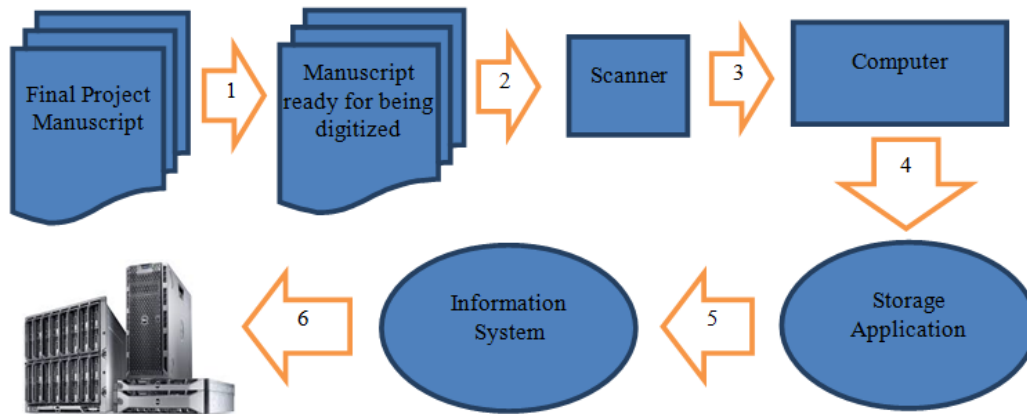 Final Project
Manuscript
1
Manuscript
ready for being
digitized
2
Scanner
3
Computer
4
Storage
Application
5
Information
System
6